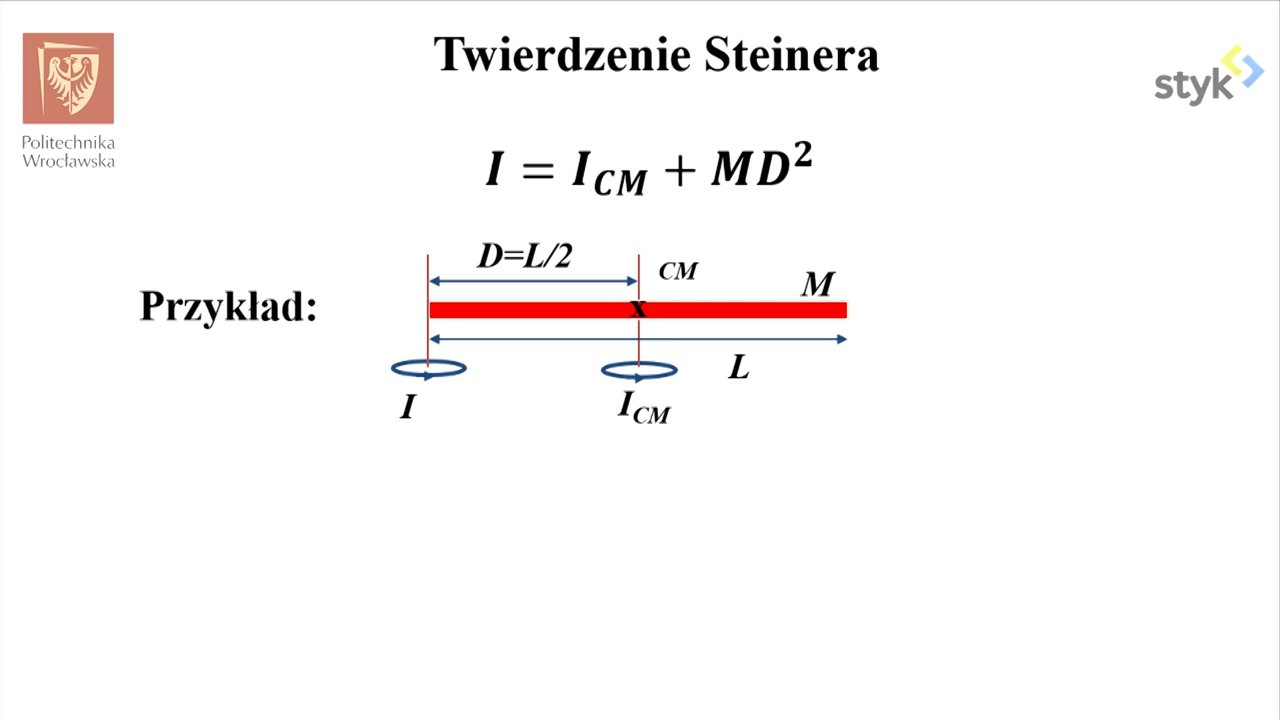 Twierdzenie Steinera
styk
Politechnika
Wrocławska
I = I_CM + MD²
D=L/2
CM
M
Przykład:
x
L
I
I_CM